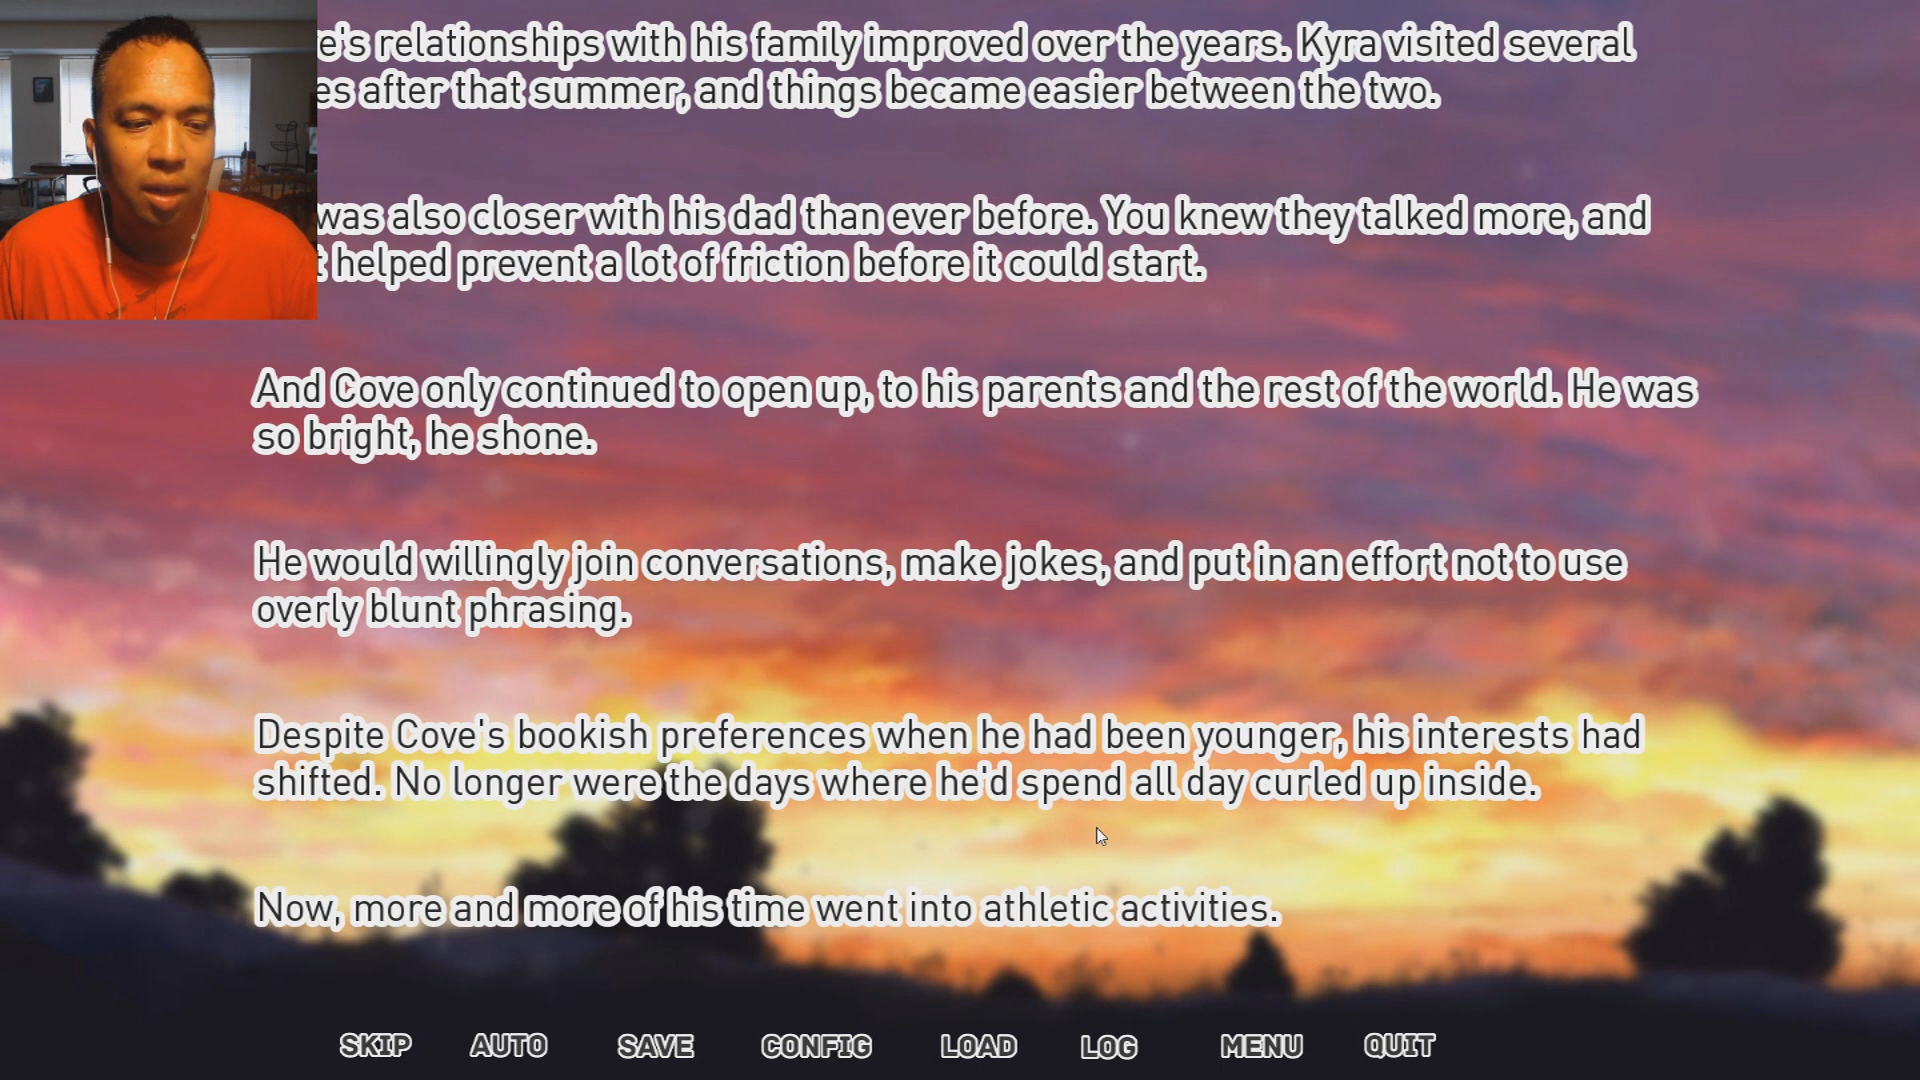 relationships with his family improved over the years. Kyra visited several
after that summer, and things became easier between the two.
was also closer with his dad than ever before. You knew they talked more, and
helped prevent a lot of friction before it could start.
And Cove only continued to open up, to his parents and the rest of the world. He was
so bright, he shone.
He would willingly join conversations, make jokes, and put in an effort not to use
overly blunt phrasing.
Despite Cove's bookish preferences when he had been younger, his interests had
shifted. No longer were the days where he'd spend all day curled up inside.
Now, more and more of his time went into athletic activities.
SKIP AUTO SAVE CONFIG LOAD LOG MENU QUIT